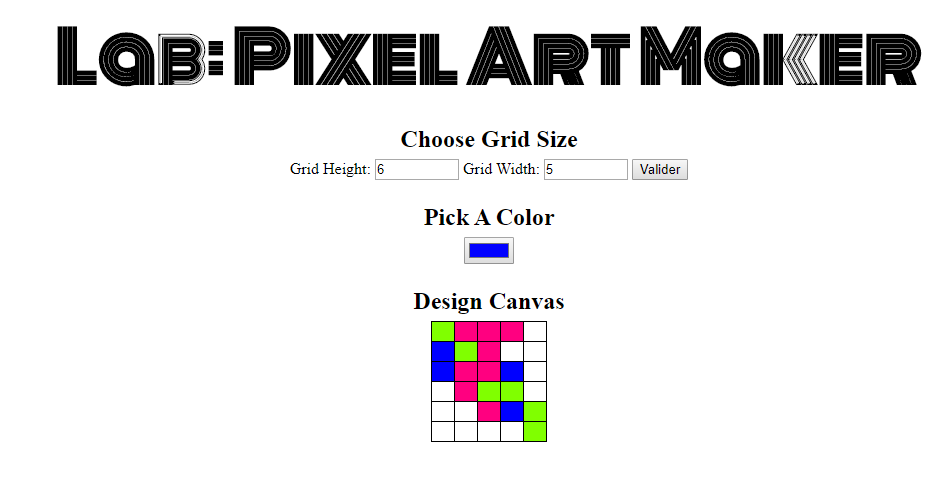 Lab: Pixel Art Maker
Choose Grid Size
Grid Height: 6 Grid Width: 5 Valider
Pick A Color
Design Canvas